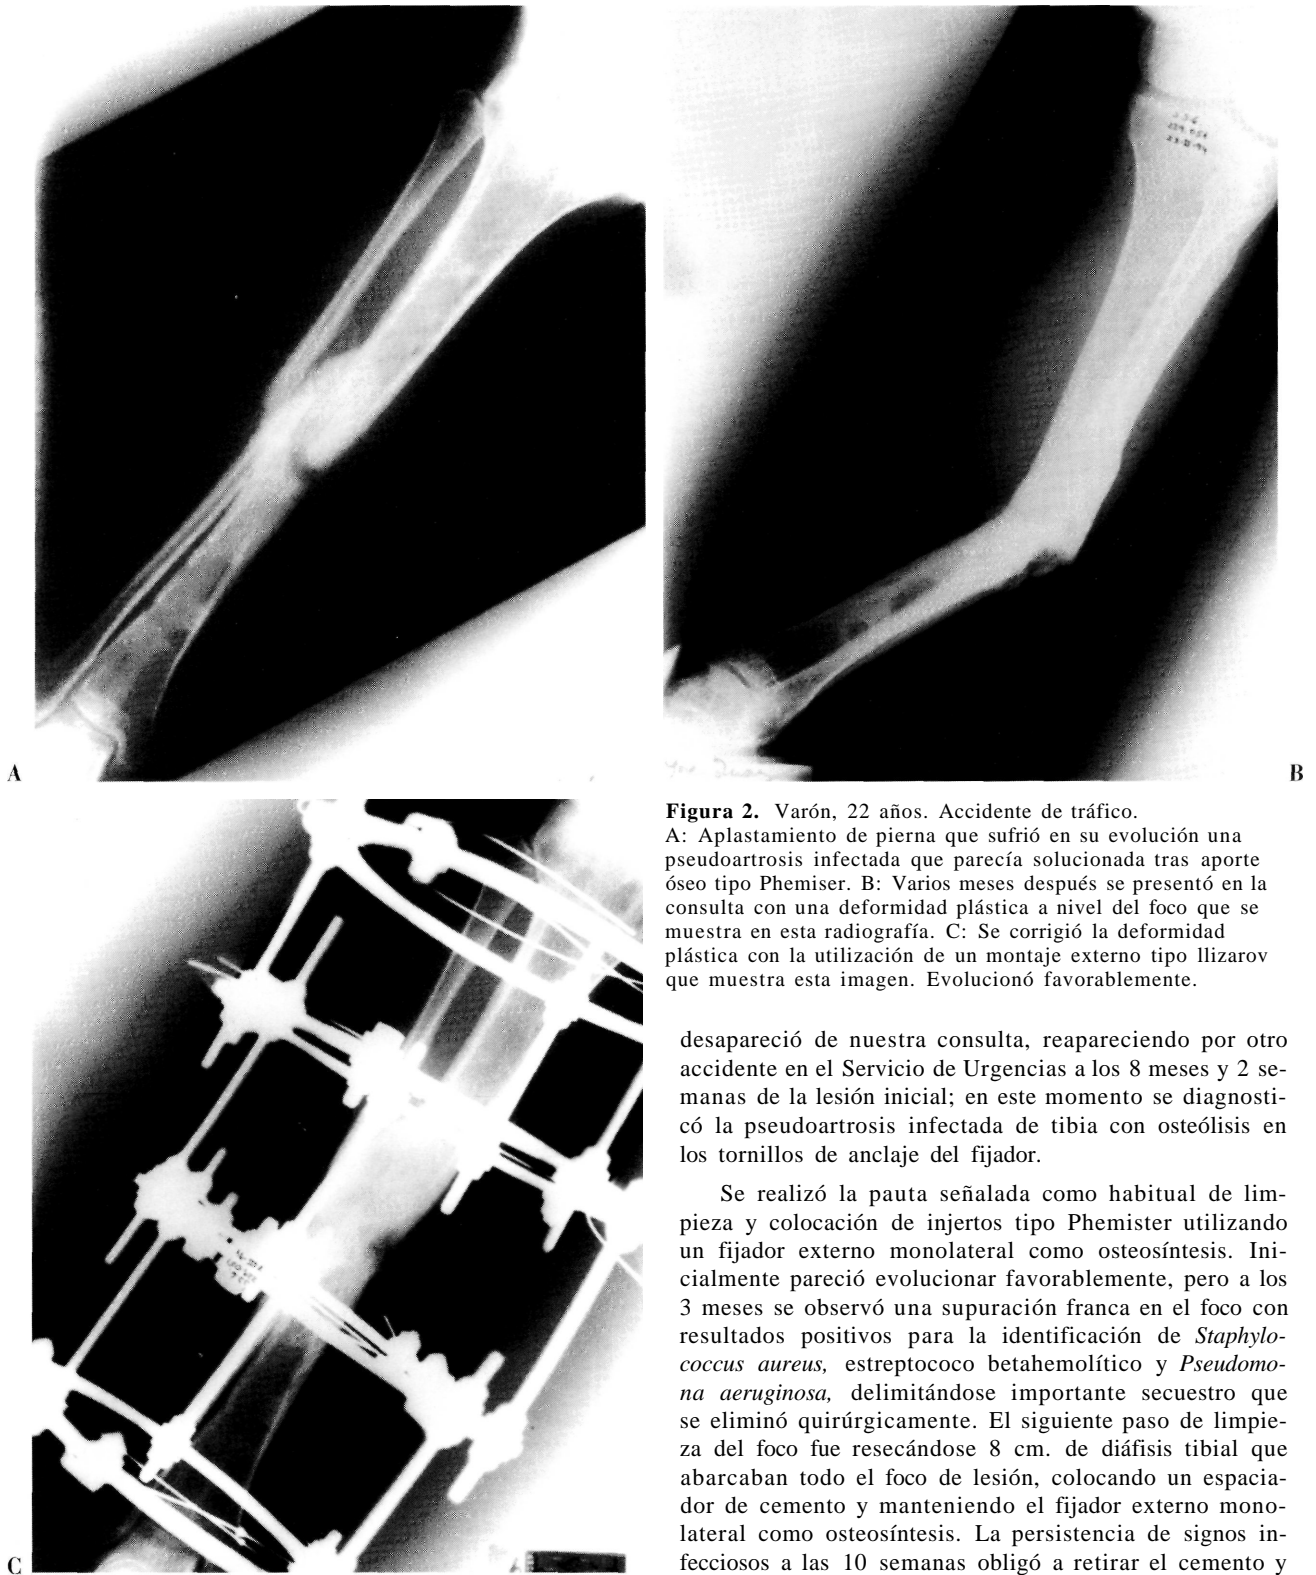 A
B
Figura 2. Varón, 22 años. Accidente de tráfico.
A: Aplastamiento de pierna que sufrió en su evolución una
pseudoartrosis infectada que parecía solucionada tras aporte
óseo tipo Phemiser. B: Varios meses después se presentó en la
consulta con una deformidad plástica a nivel del foco que se
muestra en esta radiografía. C: Se corrigió la deformidad
plástica con la utilización de un montaje externo tipo llizarov
que muestra esta imagen. Evolucionó favorablemente.
C
desapareció de nuestra consulta, reapareciendo por otro
accidente en el Servicio de Urgencias a los 8 meses y 2 se-
manas de la lesión inicial; en este momento se diagnosti-
có la pseudoartrosis infectada de tibia con osteólisis en
los tornillos de anclaje del fijador.
Se realizó la pauta señalada como habitual de lim-
pieza y colocación de injertos tipo Phemister utilizando
un fijador externo monolateral como osteosíntesis. Ini-
cialmente pareció evolucionar favorablemente, pero a los
3 meses se observó una supuración franca en el foco con
resultados positivos para la identificación de Staphylo-
coccus aureus, estreptococo betahemolítico y Pseudomo-
na aeruginosa, delimitándose importante secuestro que
se eliminó quirúrgicamente. El siguiente paso de limpie-
za del foco fue resecándose 8 cm. de diáfisis tibial que
abarcaban todo el foco de lesión, colocando un espacia-
dor de cemento y manteniendo el fijador externo mono-
lateral como osteosíntesis. La persistencia de signos in-
fecciosos a las 10 semanas obligó a retirar el cemento y